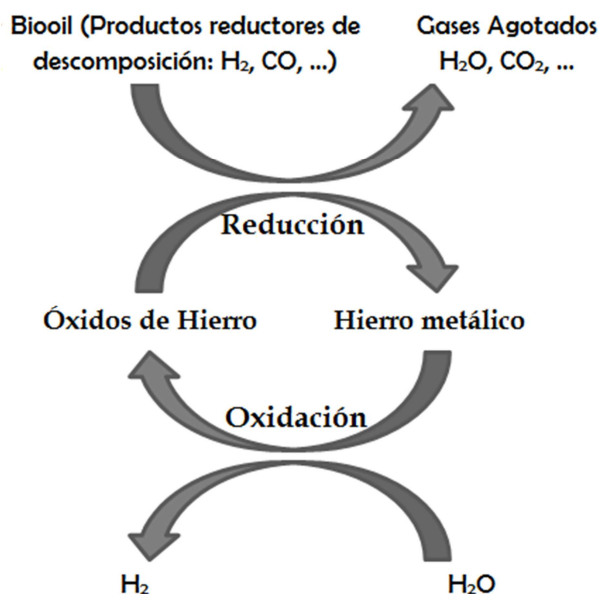 Biooil (Productos reductores de
descomposición: H₂, CO, ...)
Gases Agotados
H₂O, CO₂, ...
Reducción
Óxidos de Hierro
Hierro metálico
Oxidación
H₂
H₂O